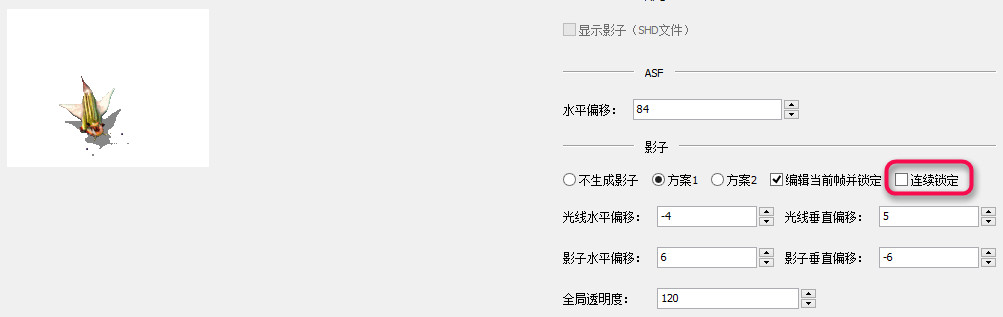 显示影子（SHD文件）
ASF
水平偏移： 84
影子
不生成影子 方案1 方案2 编辑当前帧并锁定 连续锁定
光线水平偏移： -4 光线垂直偏移： 5
影子水平偏移： 6 影子垂直偏移： -6
全局透明度： 120